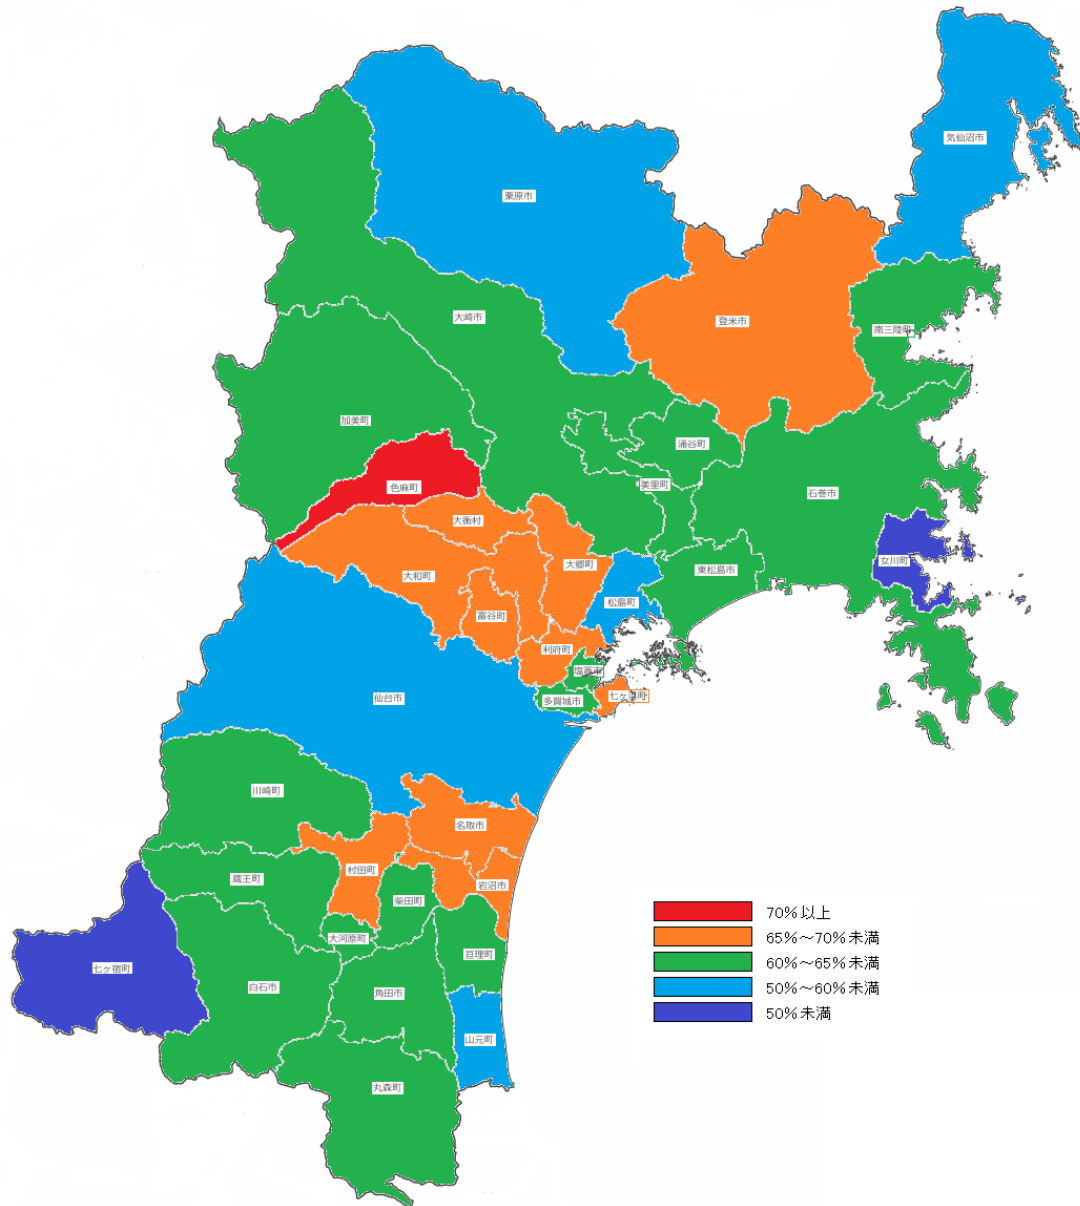 気仙沼市
栗原市
大崎市
登米市
南三陸町
加美町
涌谷町
色麻町
美里町
石巻市
大衡村
女川町
大和町
大郷町
東松島市
松島町
富谷町
利府町
塩竈市
七ヶ浜町
仙台市
多賀城市
川崎町
名取市
村田町
蔵王町
岩沼市
柴田町
大河原町
亘理町
七ヶ宿町
白石市
角田市
山元町
丸森町
70%以上
65%～70%未満
60%～65%未満
50%～60%未満
50%未満